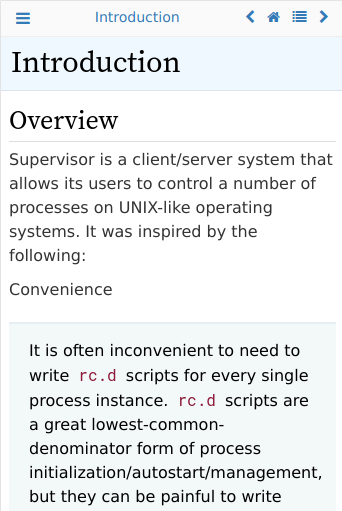 Introduction
Introduction
Overview
Supervisor is a client/server system that
allows its users to control a number of
processes on UNIX-like operating
systems. It was inspired by the
following:
Convenience
It is often inconvenient to need to
write rc.d scripts for every single
process instance. rc.d scripts are
a great lowest-common-
denominator form of process
initialization/autostart/management,
but they can be painful to write